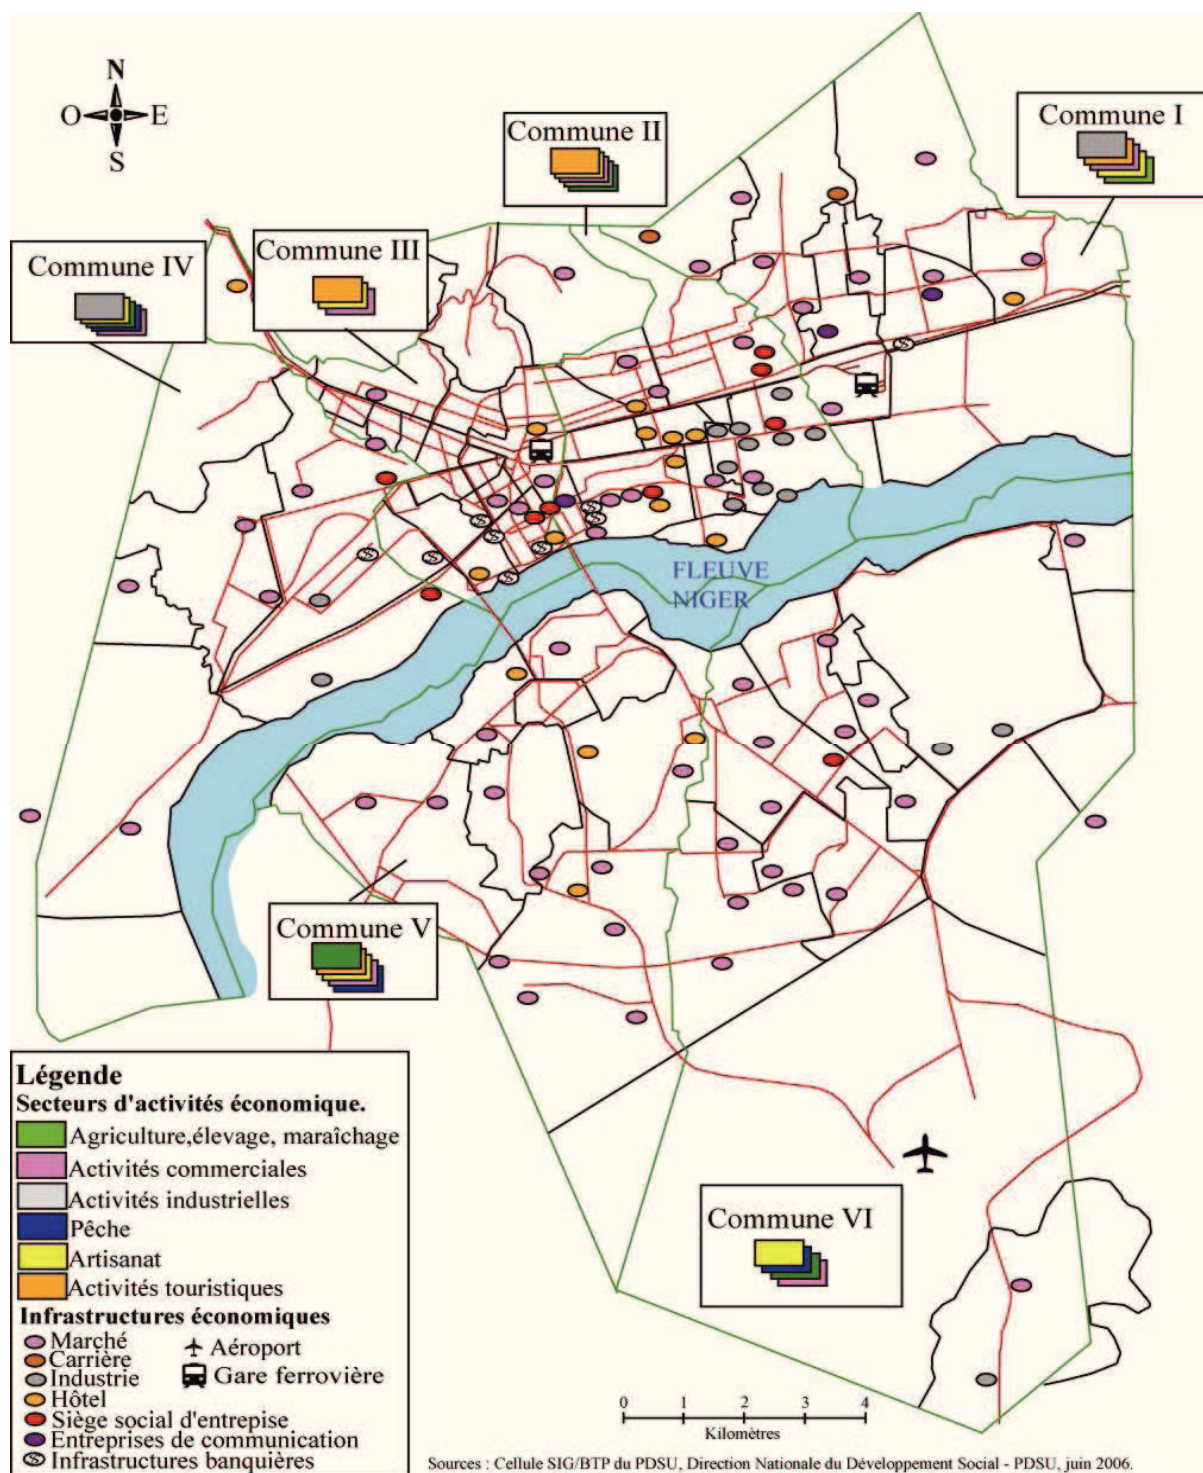 N
O
E
S
Commune I
Commune II
Commune III
Commune IV
FLEUVE
NIGER
Commune V
Commune VI
Légende
Secteurs d'activités économique.
Agriculture,élevage, maraîchage
Activités commerciales
Activités industrielles
Pêche
Artisanat
Activités touristiques
Infrastructures économiques
Marché
Carrière
Industrie
Hôtel
Siège social d'entrepise
Entreprises de communication
Infrastructures banquières
Aéroport
Gare ferrovière
0 1 2 3 4
Kilomètres
Sources : Cellule SIG/BTP du PDSU, Direction Nationale du Développement Social - PDSU, juin 2006.